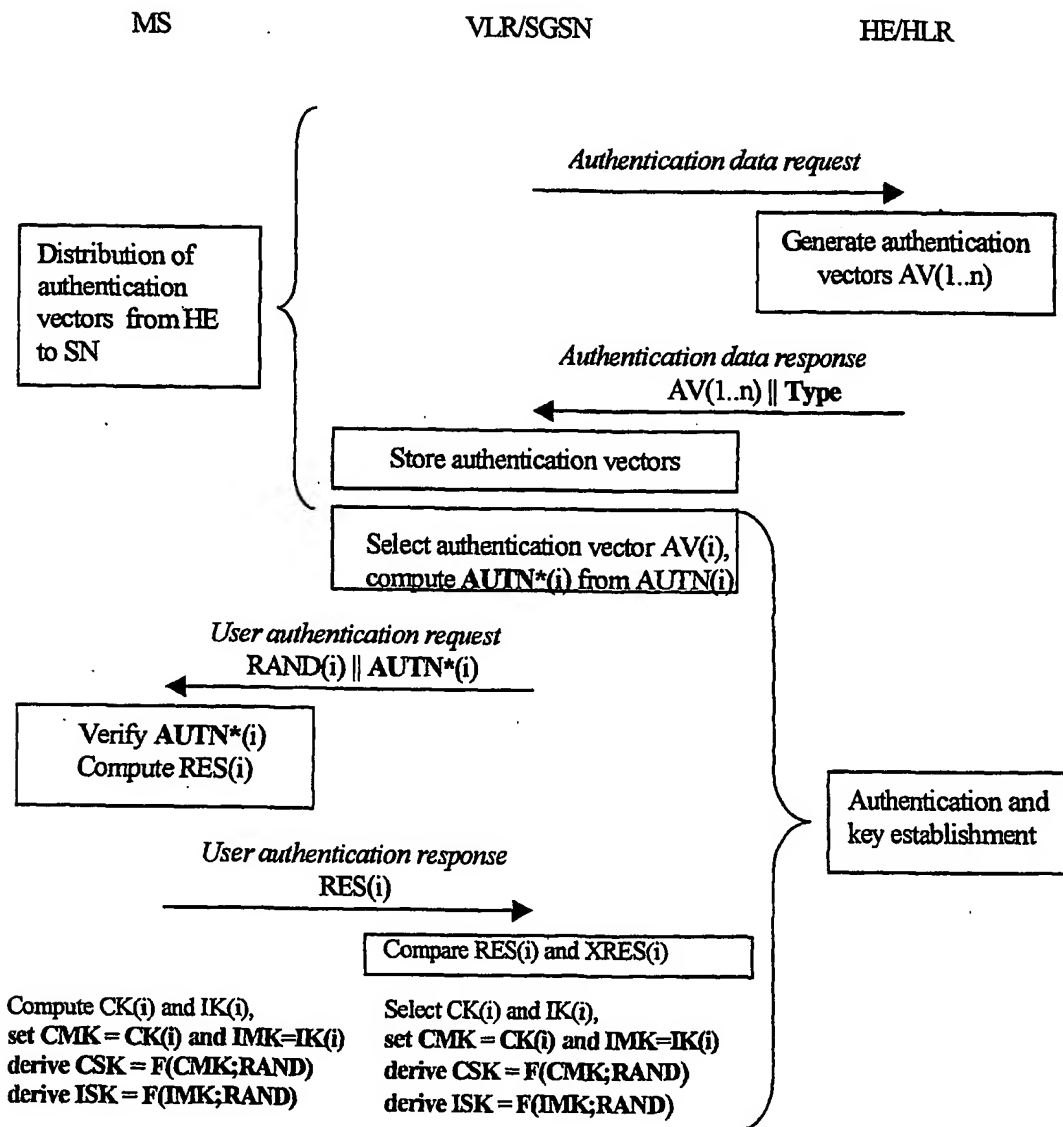 MS VLR/SGSN HE/HLR
Authentication data request
Generate authentication
vectors AV(1..n)
Distribution of
authentication
vectors from HE
to SN
Authentication data response
AV(1..n) || Type
Store authentication vectors
Select authentication vector AV(i),
compute AUTN*(i) from AUTN(i)
User authentication request
RAND(i) || AUTN*(i)
Verify AUTN*(i)
Compute RES(i)
Authentication and
key establishment
User authentication response
RES(i)
Compare RES(i) and XRES(i)
Compute CK(i) and IK(i),
set CMK = CK(i) and IMK=IK(i)
derive CSK = F(CMK;RAND)
derive ISK = F(IMK;RAND)
Select CK(i) and IK(i),
set CMK = CK(i) and IMK=IK(i)
derive CSK = F(CMK;RAND)
derive ISK = F(IMK;RAND)